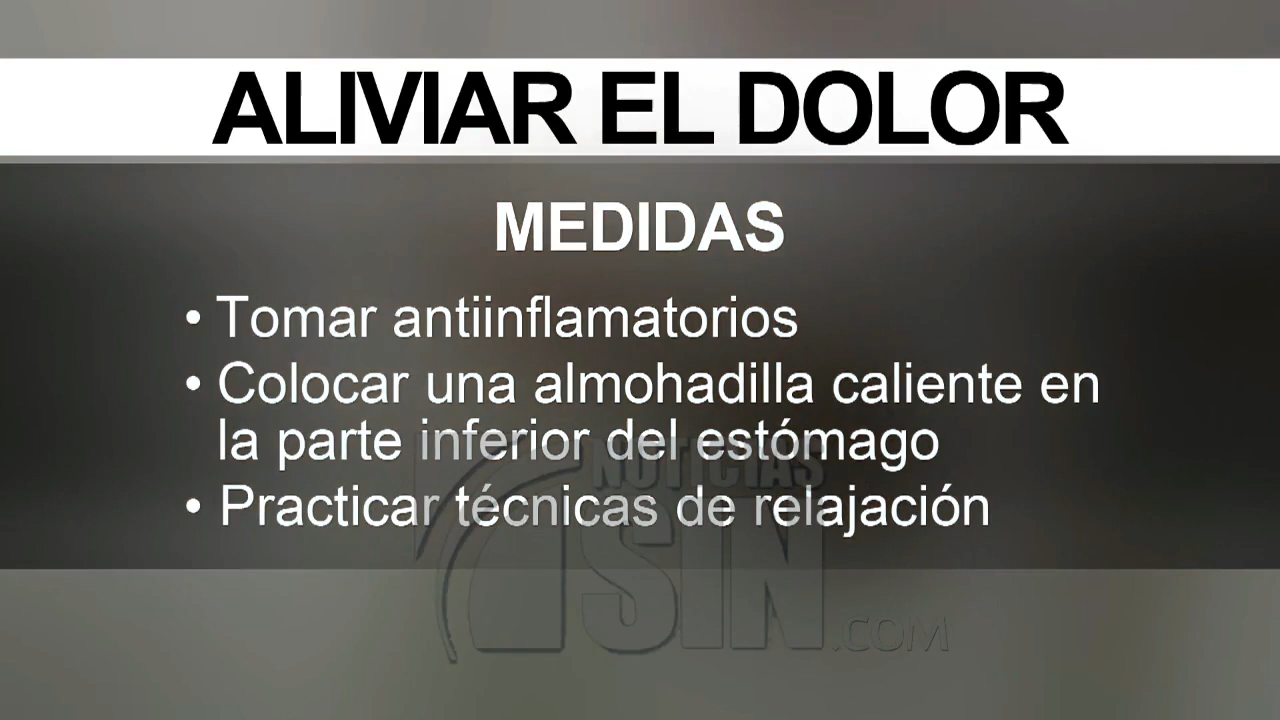 ALIVIAR EL DOLOR
MEDIDAS
• Tomar antiinflamatorios
• Colocar una almohadilla caliente en
la parte inferior del estómago
• Practicar técnicas de relajación
NOTICIAS
SIN
.COM